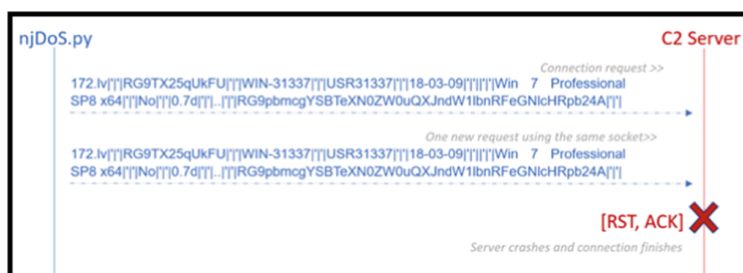 njDoS.py
C2 Server
Connection request >>
172.lv|'|'|RG9TX25qUkFU|'|'|WIN-31337|'|'|USR31337|'|'|18-03-09|'|'||'|'|Win 7 Professional
SP8 x64|'|'|No|'|'|0.7d|'|'|..|'|'|RG9pbmcgYSBTeXN0ZW0uQXJndW1lbnRFeGNlcHRpb24A|'|'|
One new request using the same socket>>
172.lv|'|'|RG9TX25qUkFU|'|'|WIN-31337|'|'|USR31337|'|'|18-03-09|'|'||'|'|Win 7 Professional
SP8 x64|'|'|No|'|'|0.7d|'|'|..|'|'|RG9pbmcgYSBTeXN0ZW0uQXJndW1lbnRFeGNlcHRpb24A|'|'|
[RST, ACK]
Server crashes and connection finishes